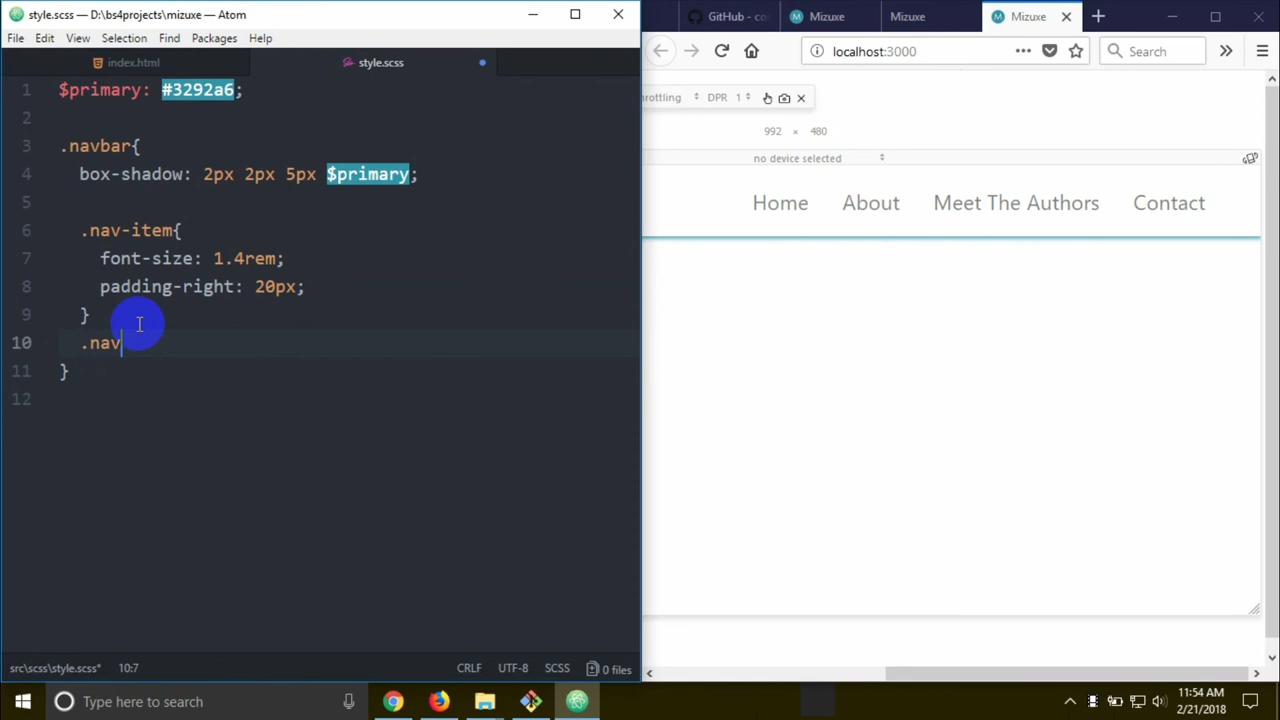 style.scss — D:\bs4projects\mizuxe — Atom
File Edit View Selection Find Packages Help
index.html
style.scss
1 $primary: #3292a6;
2
3 .navbar{
4 box-shadow: 2px 2px 5px $primary;
5
6 .nav-item{
7 font-size: 1.4rem;
8 padding-right: 20px;
9 }
10 .nav
11 }
12
src\scss\style.scss* 10:7 CRLF UTF-8 SCSS 0 files
GitHub - co Mizuxe Mizuxe Mizuxe
localhost:3000 Search
hrottling DPR 1
992 × 480
no device selected
Home About Meet The Authors Contact
Type here to search
11:54 AM
2/21/2018